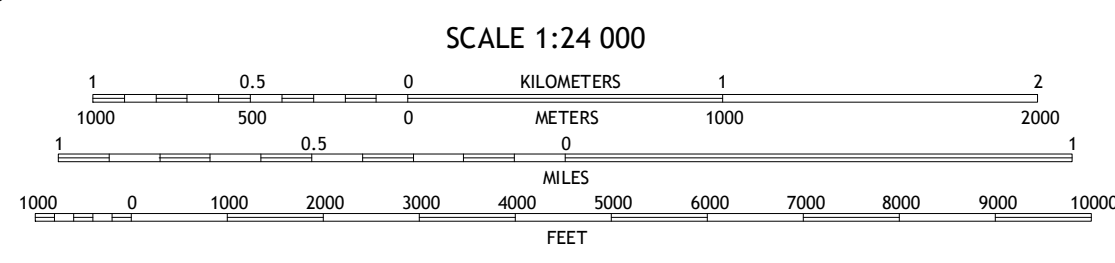 SCALE 1:24 000
1 0.5 0 KILOMETERS 1 2
1000 500 0 METERS 1000 2000
1 0.5 0 1
MILES
1000 0 1000 2000 3000 4000 5000 6000 7000 8000 9000 10000
FEET